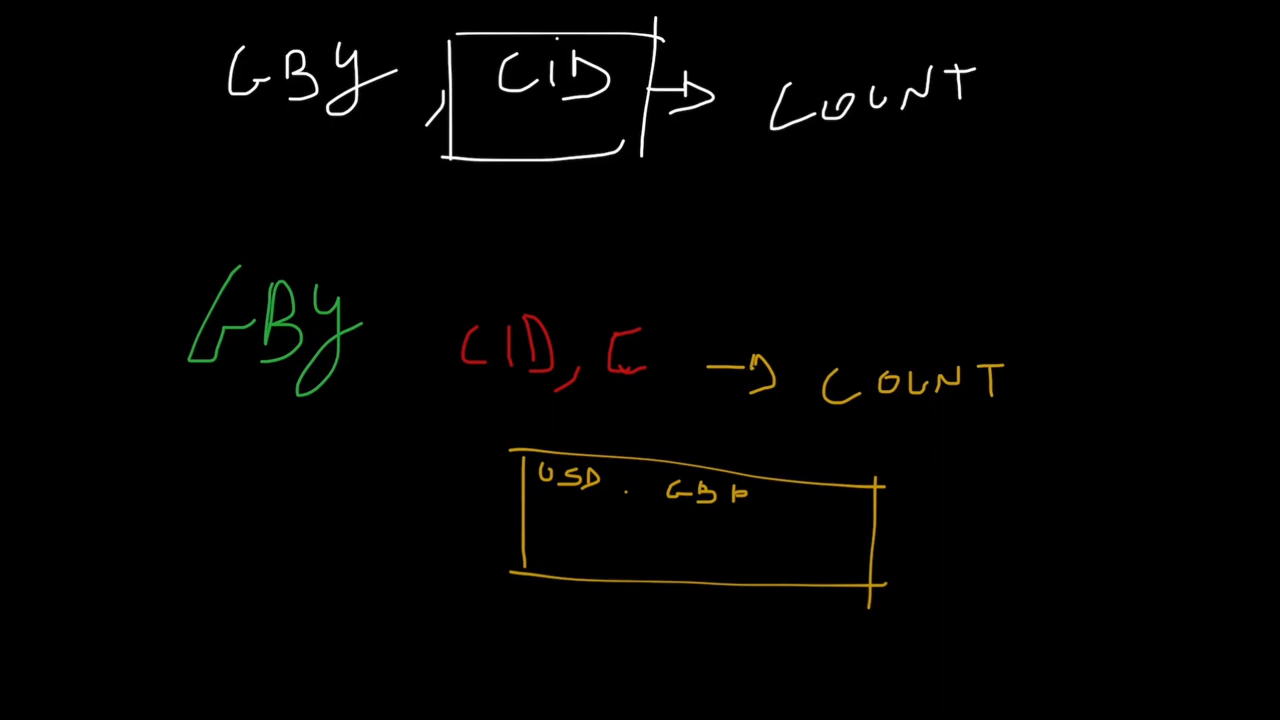 GBY, CID → COUNT
GBY CID, C → COUNT
USD . GBP